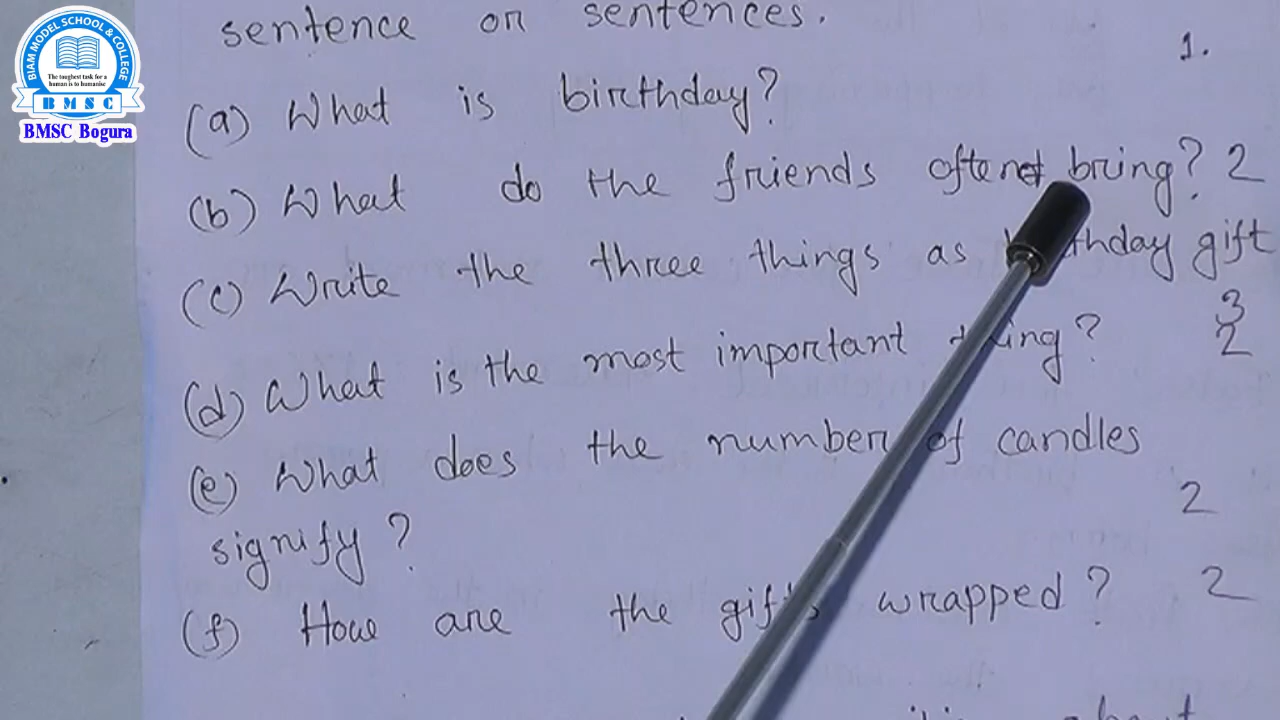 BIAM MODEL SCHOOL & COLLEGE
The toughest task for a
human is to humanise
B M S C
BMSC Bogura
sentence or sentences.
1.
(a) What is birthday?
(b) What do the friends often bring? 2
(c) Write the three things as birthday gift
3
(d) What is the most important thing? 2
(e) What does the number of candles
2
signify?
(f) How are the gifts wrapped? 2